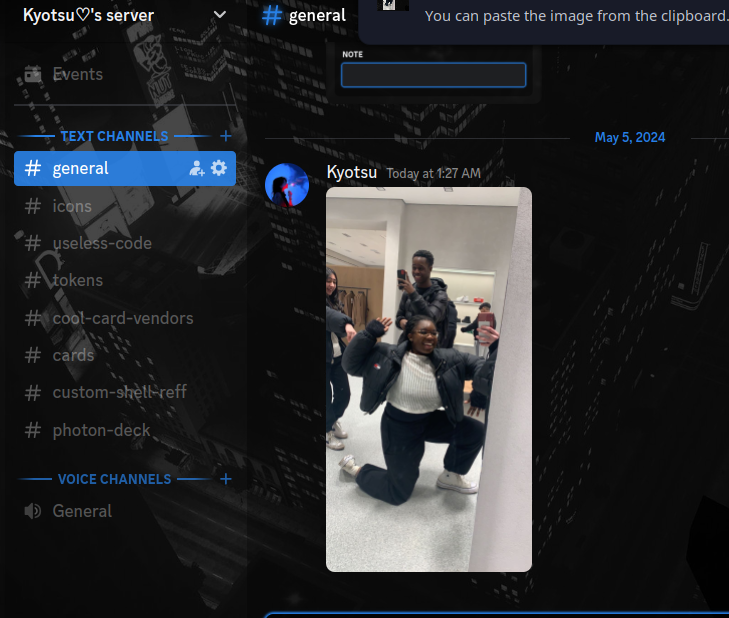 Kyotsu♡'s server
# general
You can paste the image from the clipboard.
Events
NOTE
TEXT CHANNELS
May 5, 2024
general
Kyotsu Today at 1:27 AM
icons
useless-code
tokens
cool-card-vendors
cards
custom-shell-reff
photon-deck
VOICE CHANNELS
General